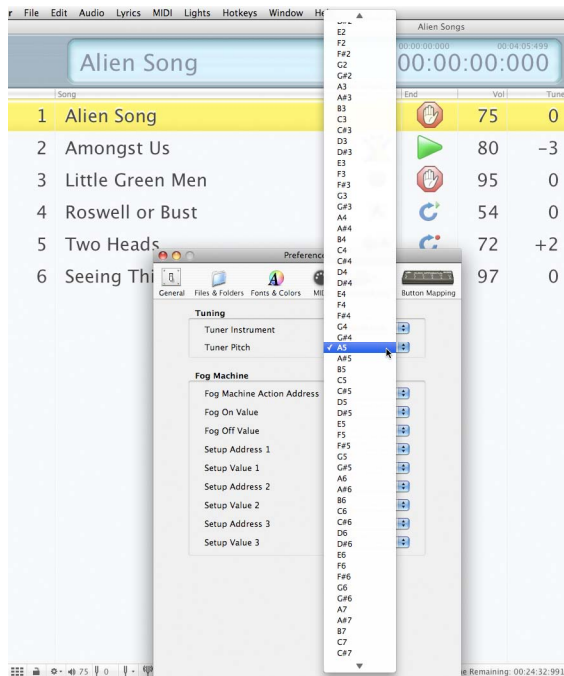 File Edit Audio Lyrics MIDI Lights Hotkeys Window
Alien Songs
Alien Song
00:00:00:000 00:04:05:499
00:00:00:000
Song End Vol Tune
1 Alien Song 75 0
2 Amongst Us 80 -3
3 Little Green Men 95 0
4 Roswell or Bust 54 0
5 Two Heads 72 +2
6 Seeing Thi 97 0
Preference
General Files & Folders Fonts & Colors MI Button Mapping
Tuning
Tuner Instrument
Tuner Pitch
Fog Machine
Fog Machine Action Address
Fog On Value
Fog Off Value
Setup Address 1
Setup Value 1
Setup Address 2
Setup Value 2
Setup Address 3
Setup Value 3
D#2
E2
F2
F#2
G2
G#2
A3
A#3
B3
C3
C#3
D3
D#3
E3
F3
F#3
G3
G#3
A4
A#4
B4
C4
C#4
D4
D#4
E4
F4
F#4
G4
G#4
✓ A5
A#5
B5
C5
C#5
D5
D#5
E5
F5
F#5
G5
G#5
A6
A#6
B6
C6
C#6
D6
D#6
E6
F6
F#6
G6
G#6
A7
A#7
B7
C7
C#7
75 0
e Remaining: 00:24:32:991